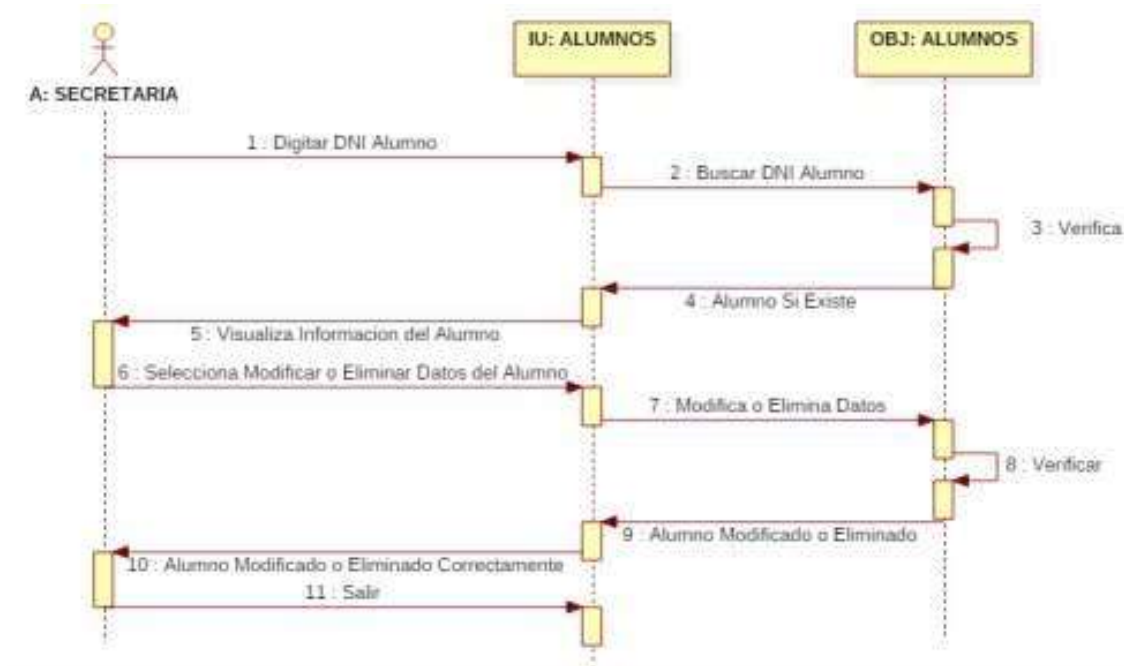 IU: ALUMNOS
OBJ: ALUMNOS
A: SECRETARIA
1 : Digitar DNI Alumno
2 : Buscar DNI Alumno
3 : Verifica
4 : Alumno Si Existe
5 : Visualiza Informacion del Alumno
6 : Selecciona Modificar o Eliminar Datos del Alumno
7 : Modifica o Elimina Datos
8 : Verificar
9 : Alumno Modificado o Eliminado
10 : Alumno Modificado o Eliminado Correctamente
11 : Salir